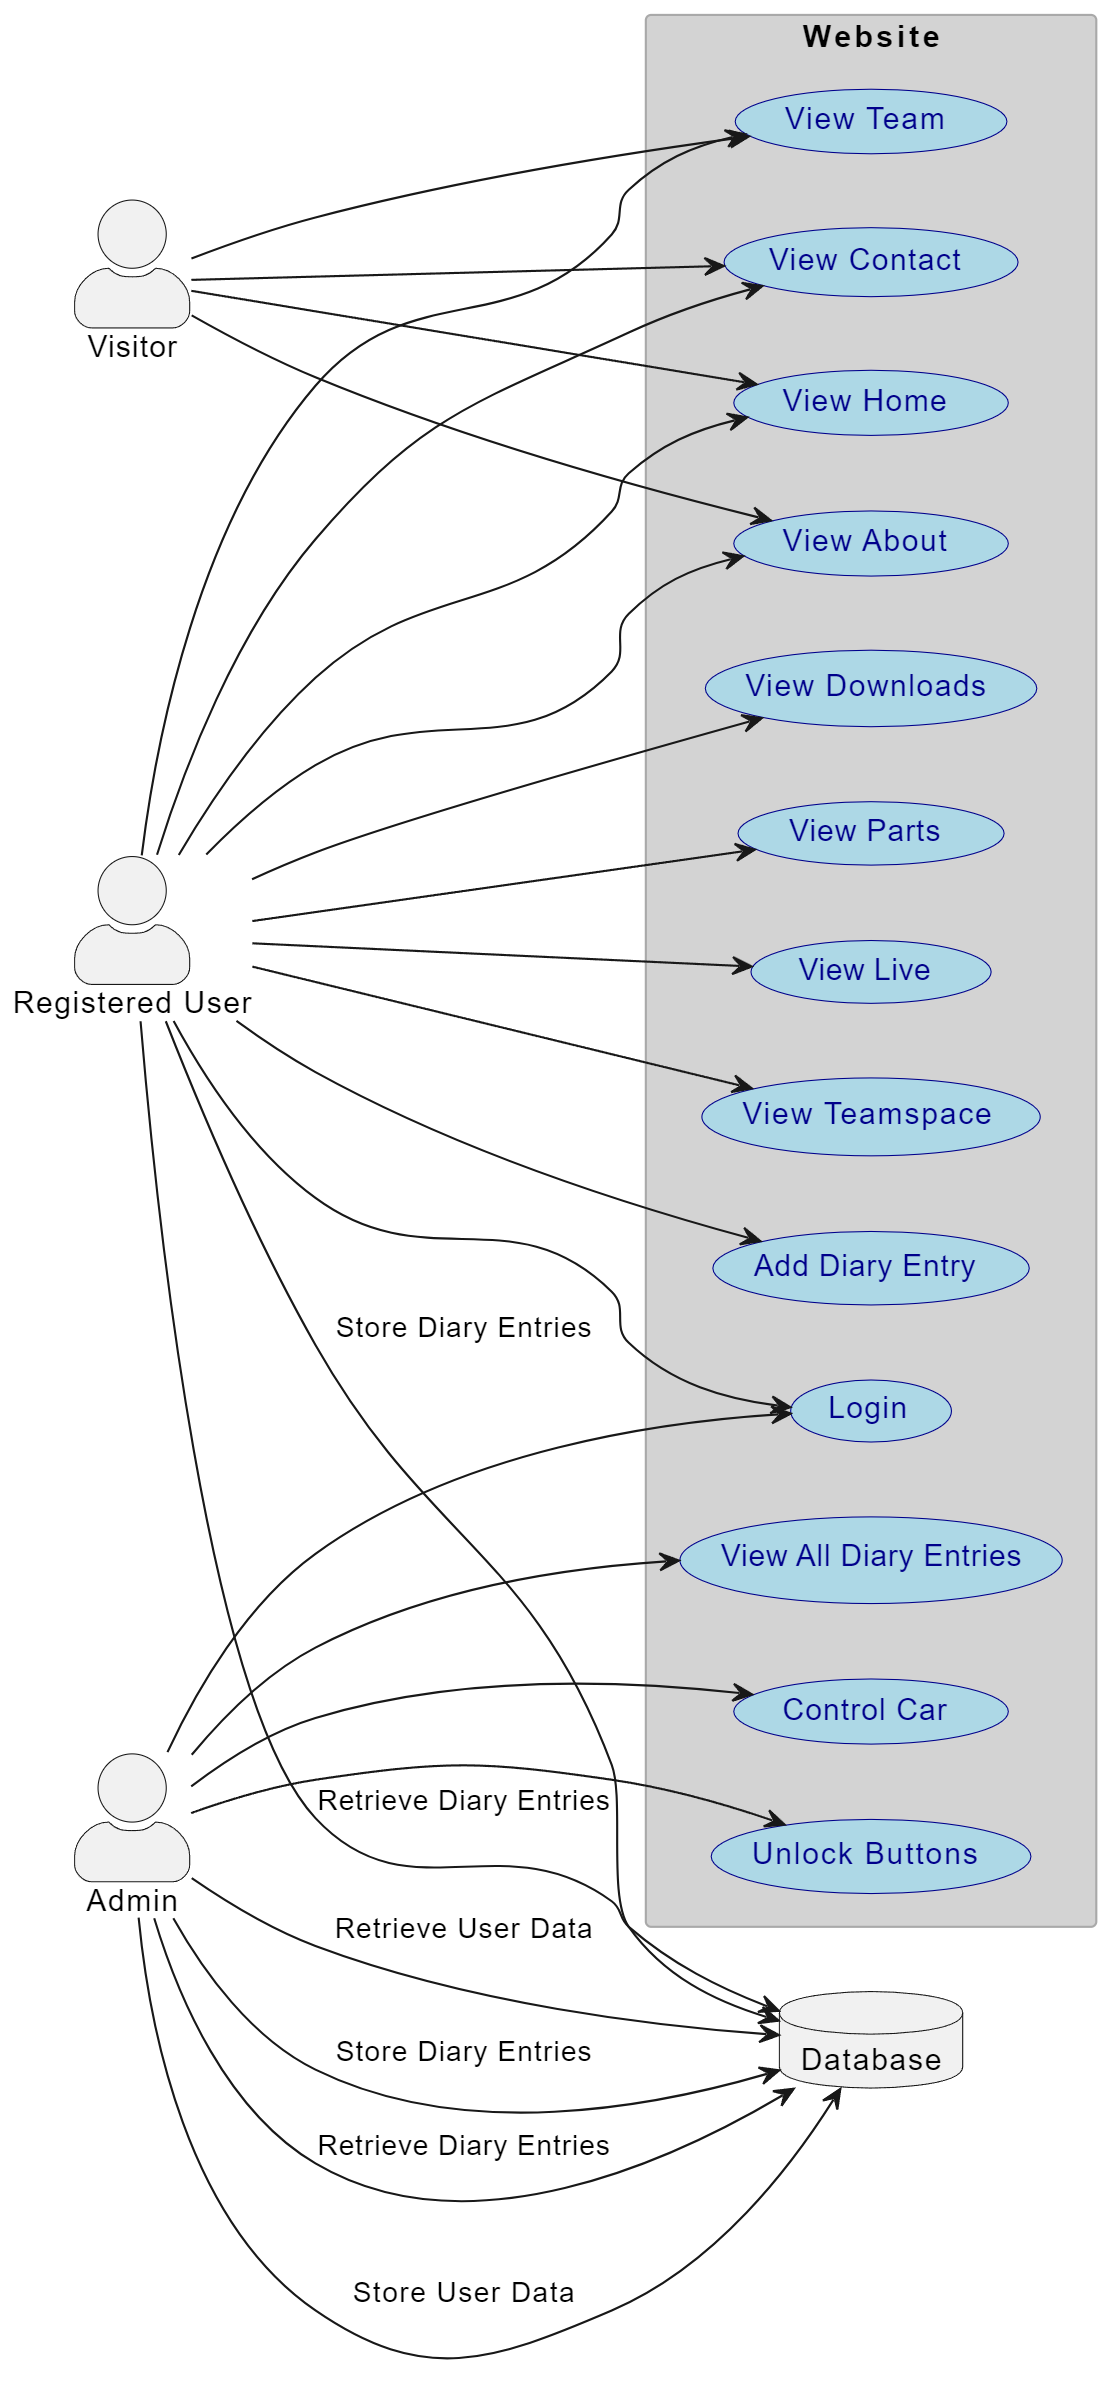 Website
View Team
View Contact
Visitor
View Home
View About
View Downloads
View Parts
View Live
Registered User
View Teamspace
Add Diary Entry
Store Diary Entries
Login
View All Diary Entries
Control Car
Retrieve Diary Entries
Unlock Buttons
Admin
Retrieve User Data
Store Diary Entries
Database
Retrieve Diary Entries
Store User Data